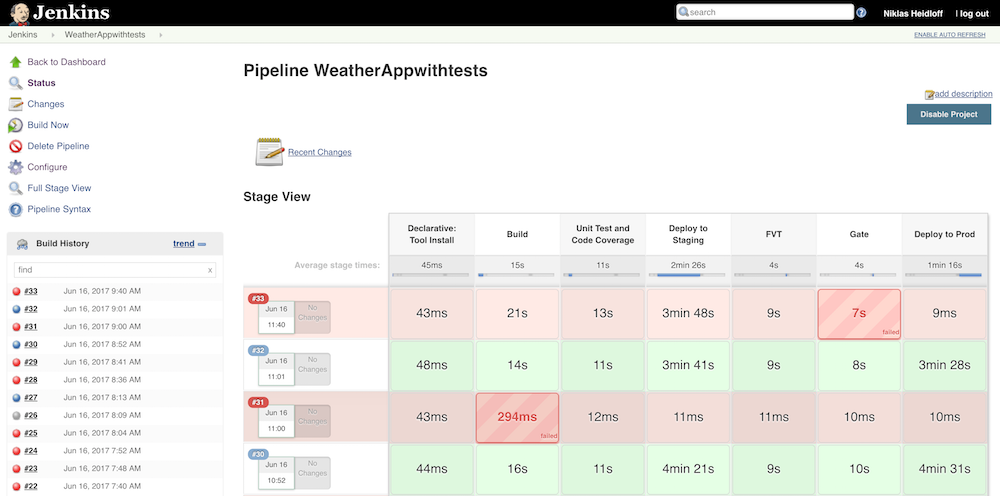 Jenkins
search
Niklas Heidloff
| log out
Jenkins
WeatherAppwithtests
ENABLE AUTO REFRESH
Back to Dashboard
Status
Changes
Build Now
Delete Pipeline
Configure
Full Stage View
Pipeline Syntax
Build History
trend
find
x
#33 Jun 16, 2017 9:40 AM
#32 Jun 16, 2017 9:01 AM
#31 Jun 16, 2017 9:00 AM
#30 Jun 16, 2017 8:52 AM
#29 Jun 16, 2017 8:41 AM
#28 Jun 16, 2017 8:36 AM
#27 Jun 16, 2017 8:13 AM
#26 Jun 16, 2017 8:09 AM
#25 Jun 16, 2017 8:04 AM
#24 Jun 16, 2017 7:52 AM
#23 Jun 16, 2017 7:48 AM
#22 Jun 16, 2017 7:40 AM
Pipeline WeatherAppwithtests
add description
Disable Project
Recent Changes
Stage View
Declarative:
Tool Install
Build
Unit Test and
Code Coverage
Deploy to
Staging
FVT
Gate
Deploy to Prod
Average stage times:
45ms 15s 11s 2min 26s 4s 4s 1min 16s
#33
Jun 16
11:40
No
Changes
43ms 21s 13s 3min 48s 9s 7s 9ms
failed
#32
Jun 16
11:01
No
Changes
48ms 14s 11s 3min 41s 9s 8s 3min 28s
#31
Jun 16
11:00
No
Changes
43ms 294ms 12ms 11ms 11ms 10ms 10ms
failed
#30
Jun 16
10:52
No
Changes
44ms 16s 11s 4min 21s 9s 10s 4min 31s